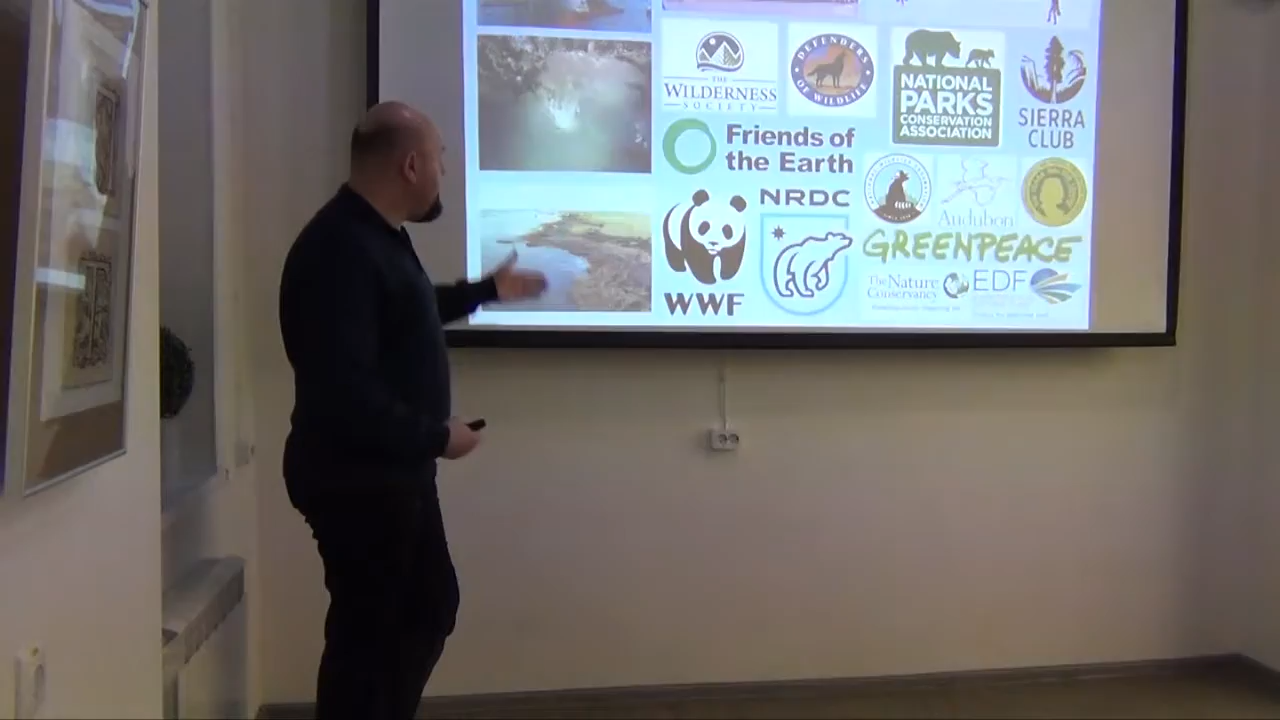 THE
WILDERNESS
SOCIETY
DEFENDERS
OF WILDLIFE
NATIONAL
PARKS
CONSERVATION
ASSOCIATION
SIERRA
CLUB
Friends of
the Earth
WWF
NRDC
Audubon
GREENPEACE
The Nature
Conservancy
EDF